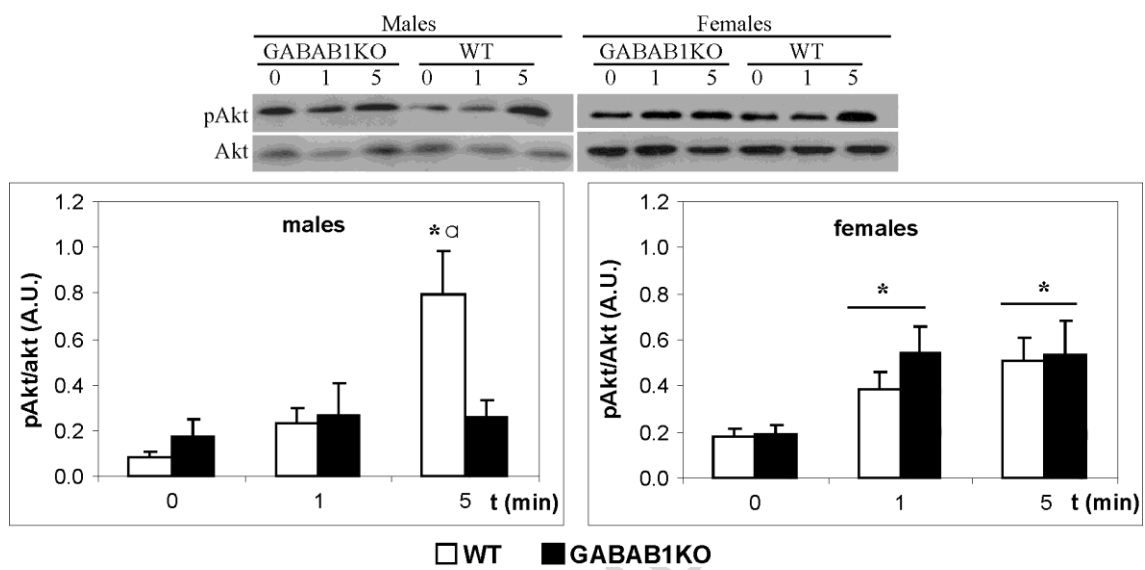 Males Females
GABAB1KO WT GABAB1KO WT
0 1 5 0 1 5 0 1 5 0 1 5
pAkt
Akt
males
* ¤
pAkt/akt (A.U.)
1.2
1.0
0.8
0.6
0.4
0.2
0.0
0 1 5 t (min)
females
* *
pAkt/Akt (A.U.)
1.2
1.0
0.8
0.6
0.4
0.2
0.0
0 1 5 t (min)
WT GABAB1KO